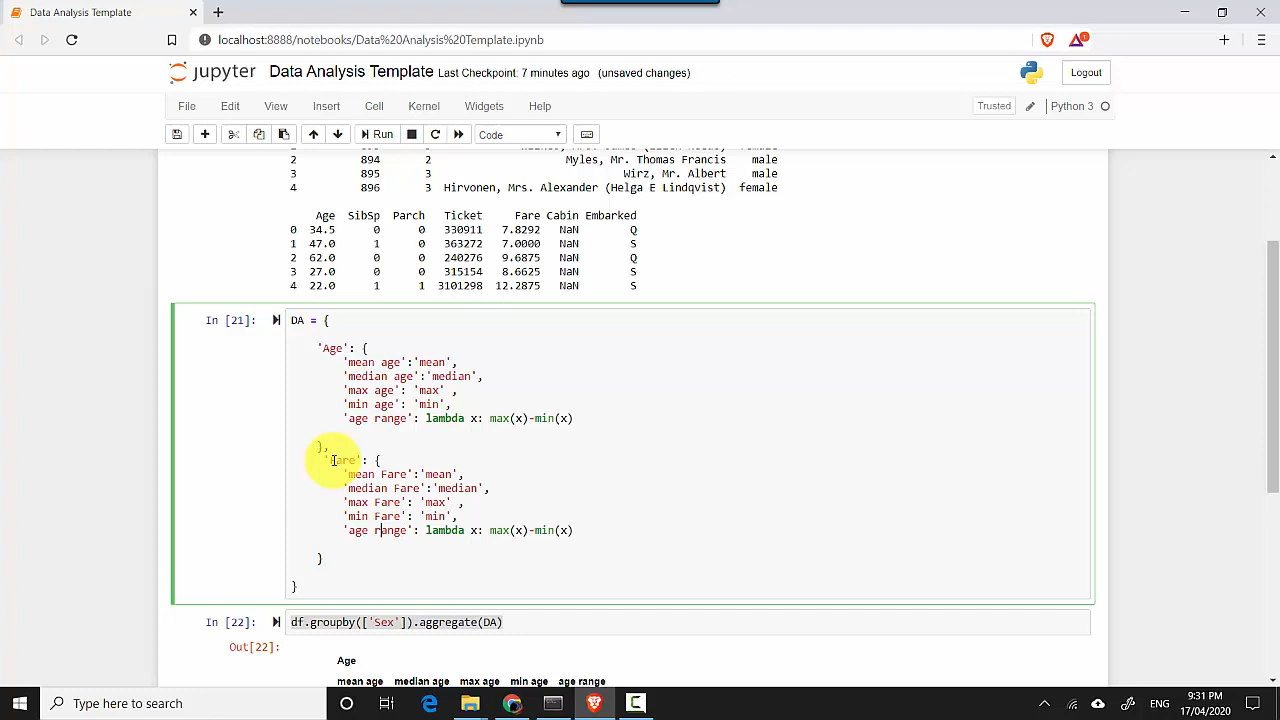 Data Analysis Template
localhost:8888/notebooks/Data%20Analysis%20Template.ipynb
1
jupyter Data Analysis Template Last Checkpoint: 7 minutes ago (unsaved changes)
Logout
File Edit View Insert Cell Kernel Widgets Help
Trusted Python 3
Run Code
2 894 2 Myles, Mr. Thomas Francis male
3 895 3 Wirz, Mr. Albert male
4 896 3 Hirvonen, Mrs. Alexander (Helga E Lindqvist) female
Age SibSp Parch Ticket Fare Cabin Embarked
0 34.5 0 0 330911 7.8292 NaN Q
1 47.0 1 0 363272 7.0000 NaN S
2 62.0 0 0 240276 9.6875 NaN Q
3 27.0 0 0 315154 8.6625 NaN S
4 22.0 1 1 3101298 12.2875 NaN S
In [21]: DA = {
'Age': {
'mean age':'mean',
'median age':'median',
'max age': 'max' ,
'min age': 'min',
'age range': lambda x: max(x)-min(x)
},
'Fare': {
'mean Fare':'mean',
'median Fare':'median',
'max Fare': 'max' ,
'min Fare': 'min',
'age range': lambda x: max(x)-min(x)
}
}
In [22]: df.groupby(['Sex']).aggregate(DA)
Out[22]:
Age
mean age median age max age min age age range
Type here to search
ENG
9:31 PM
17/04/2020